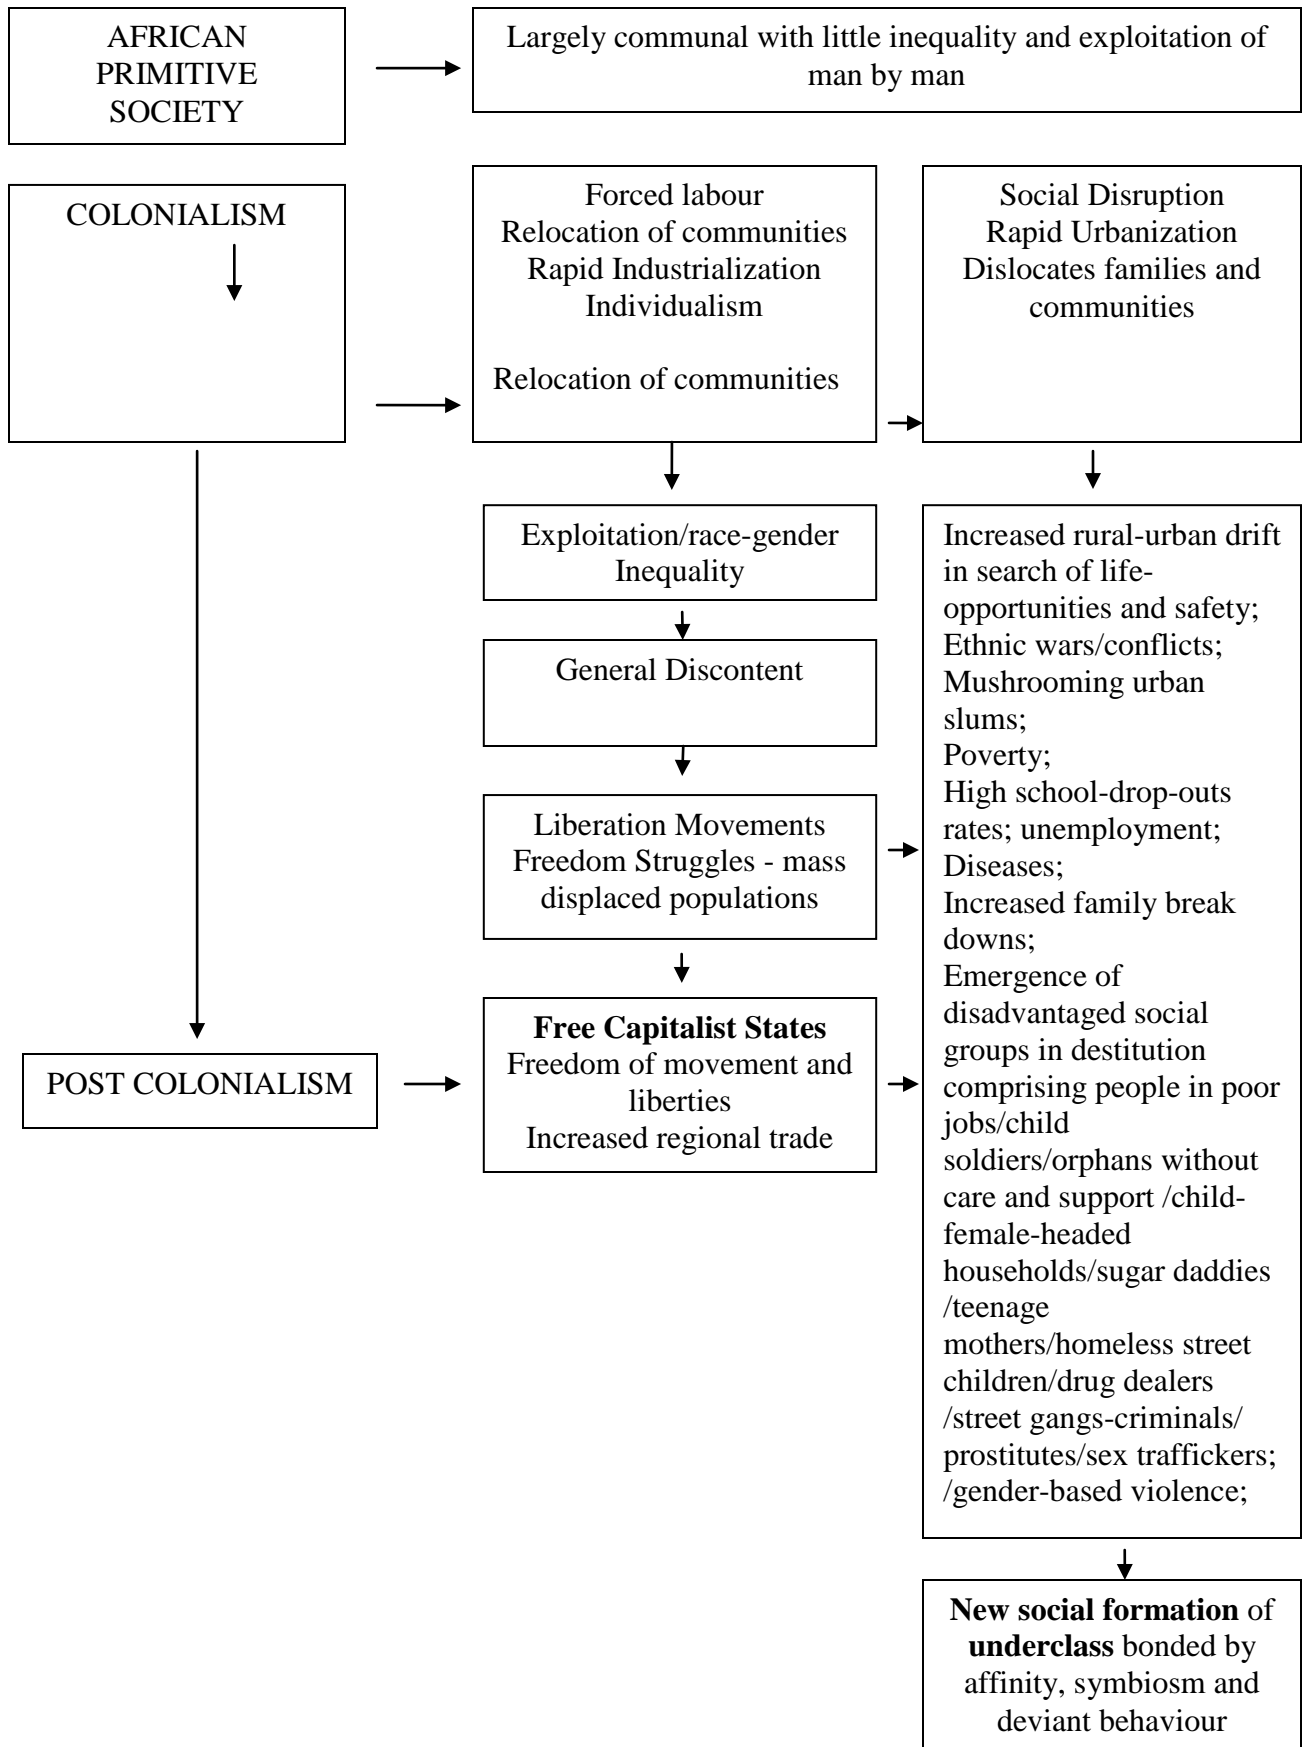 AFRICAN
PRIMITIVE
SOCIETY
Largely communal with little inequality and exploitation of
man by man
COLONIALISM
Forced labour
Relocation of communities
Rapid Industrialization
Individualism
Relocation of communities
Social Disruption
Rapid Urbanization
Dislocates families and
communities
Exploitation/race-gender
Inequality
General Discontent
Liberation Movements
Freedom Struggles - mass
displaced populations
POST COLONIALISM
Free Capitalist States
Freedom of movement and
liberties
Increased regional trade
Increased rural-urban drift
in search of life-
opportunities and safety;
Ethnic wars/conflicts;
Mushrooming urban
slums;
Poverty;
High school-drop-outs
rates; unemployment;
Diseases;
Increased family break
downs;
Emergence of
disadvantaged social
groups in destitution
comprising people in poor
jobs/child
soldiers/orphans without
care and support /child-
female-headed
households/sugar daddies
/teenage
mothers/homeless street
children/drug dealers
/street gangs-criminals/
prostitutes/sex traffickers;
/gender-based violence;
New social formation of
underclass bonded by
affinity, symbiosm and
deviant behaviour